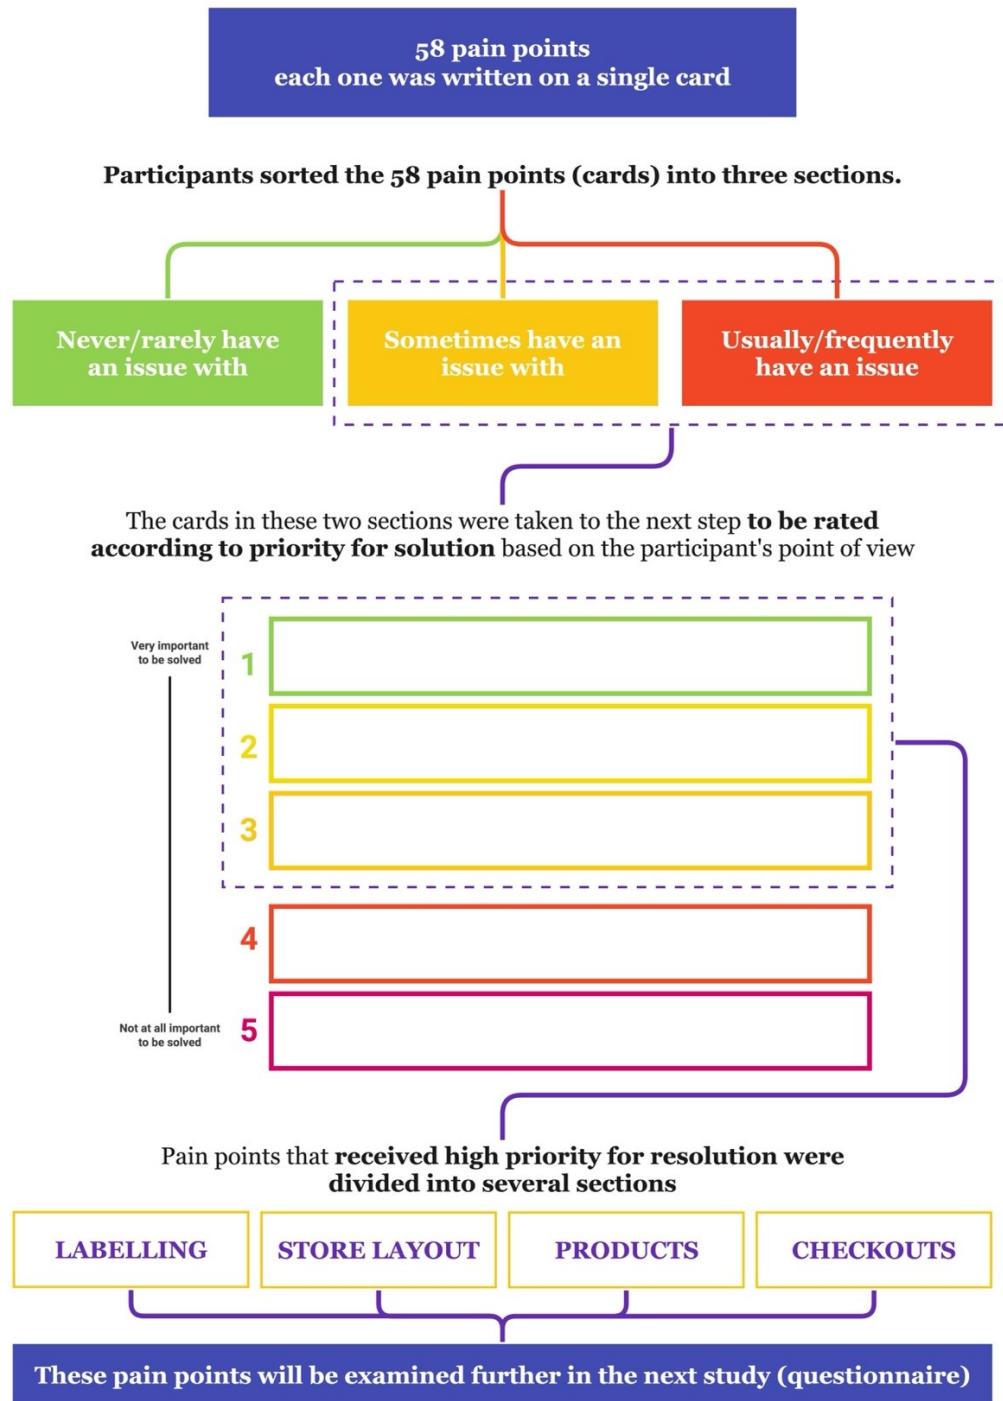 58 pain points
each one was written on a single card
Participants sorted the 58 pain points (cards) into three sections.
Never/rarely have
an issue with
Sometimes have an
issue with
Usually/frequently
have an issue
The cards in these two sections were taken to the next step to be rated
according to priority for solution based on the participant's point of view
Very important
to be solved
1
2
3
4
5
Not at all important
to be solved
Pain points that received high priority for resolution were
divided into several sections
LABELLING
STORE LAYOUT
PRODUCTS
CHECKOUTS
These pain points will be examined further in the next study (questionnaire)